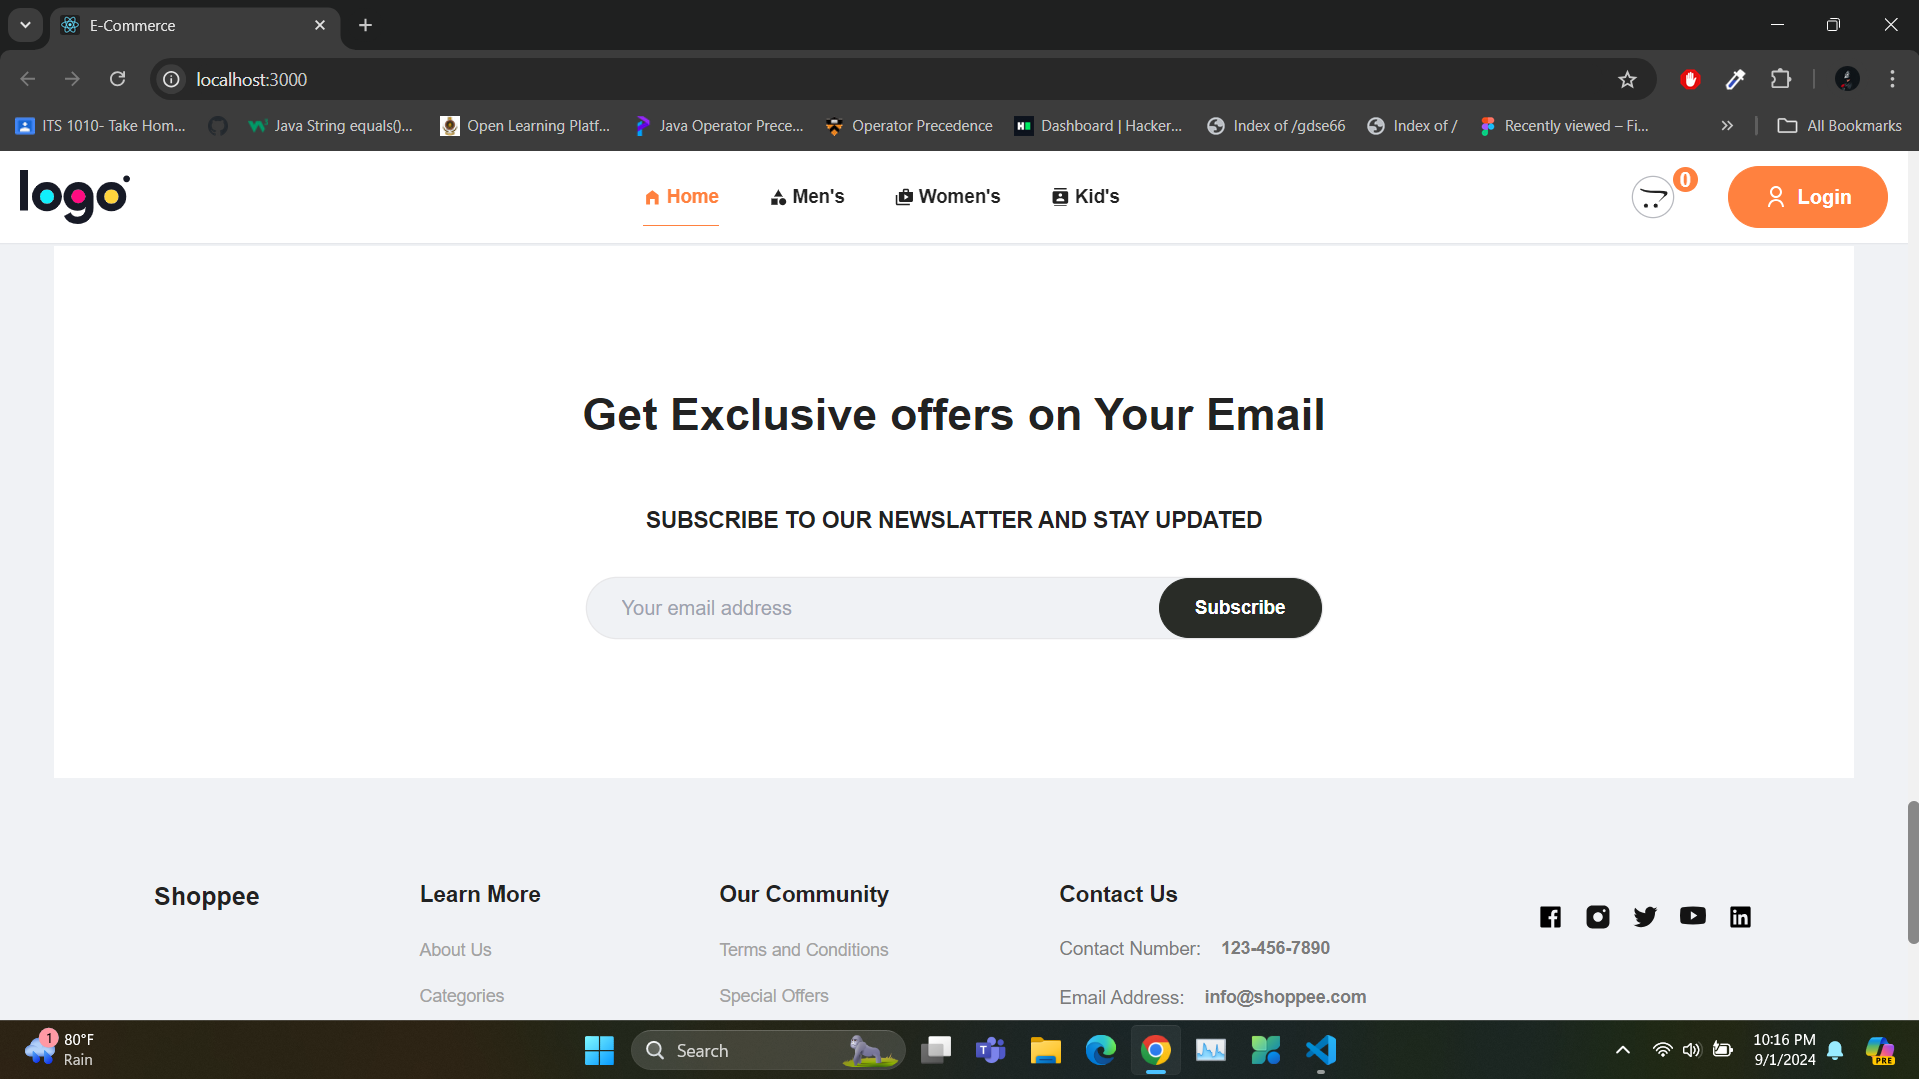 E-Commerce
localhost:3000
ITS 1010- Take Hom...
Java String equals()...
Open Learning Platf...
Java Operator Prece...
Operator Precedence
Dashboard | Hacker...
Index of /gdse66
Index of /
Recently viewed – Fi...
All Bookmarks
logo
Home
Men's
Women's
Kid's
0
Login
Get Exclusive offers on Your Email
SUBSCRIBE TO OUR NEWSLATTER AND STAY UPDATED
Your email address
Subscribe
Shoppee
Learn More
About Us
Categories
Our Community
Terms and Conditions
Special Offers
Contact Us
Contact Number: 123-456-7890
Email Address: info@shoppee.com
1
80°F
Rain
Search
10:16 PM
9/1/2024
PRE